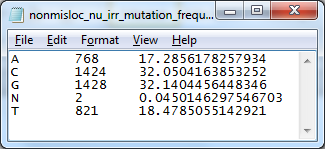 nonmisloc_nu_irr_mutation_frequ...
File Edit Format View Help
A 768 17.2856178257934
C 1424 32.0504163853252
G 1428 32.1404456448346
N 2 0.0450146297546703
T 821 18.4785055142921